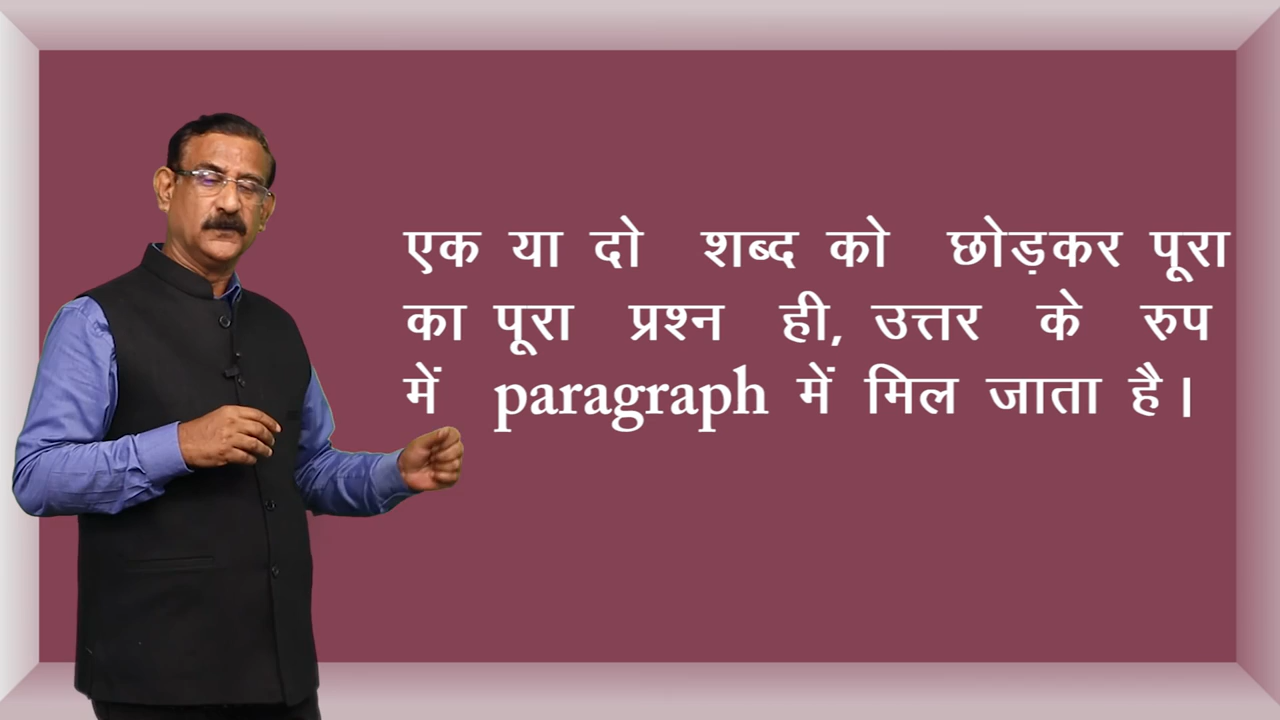 एक या दो शब्द को छोड़कर पूरा
का पूरा प्रश्न ही, उत्तर के रुप
में paragraph में मिल जाता है।